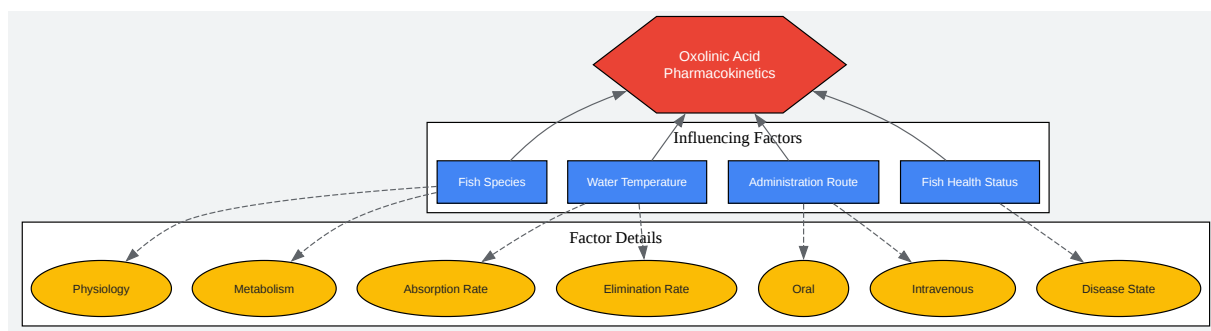 Oxolinic Acid
Pharmacokinetics
Influencing Factors
Fish Species
Water Temperature
Administration Route
Fish Health Status
Factor Details
Physiology
Metabolism
Absorption Rate
Elimination Rate
Oral
Intravenous
Disease State